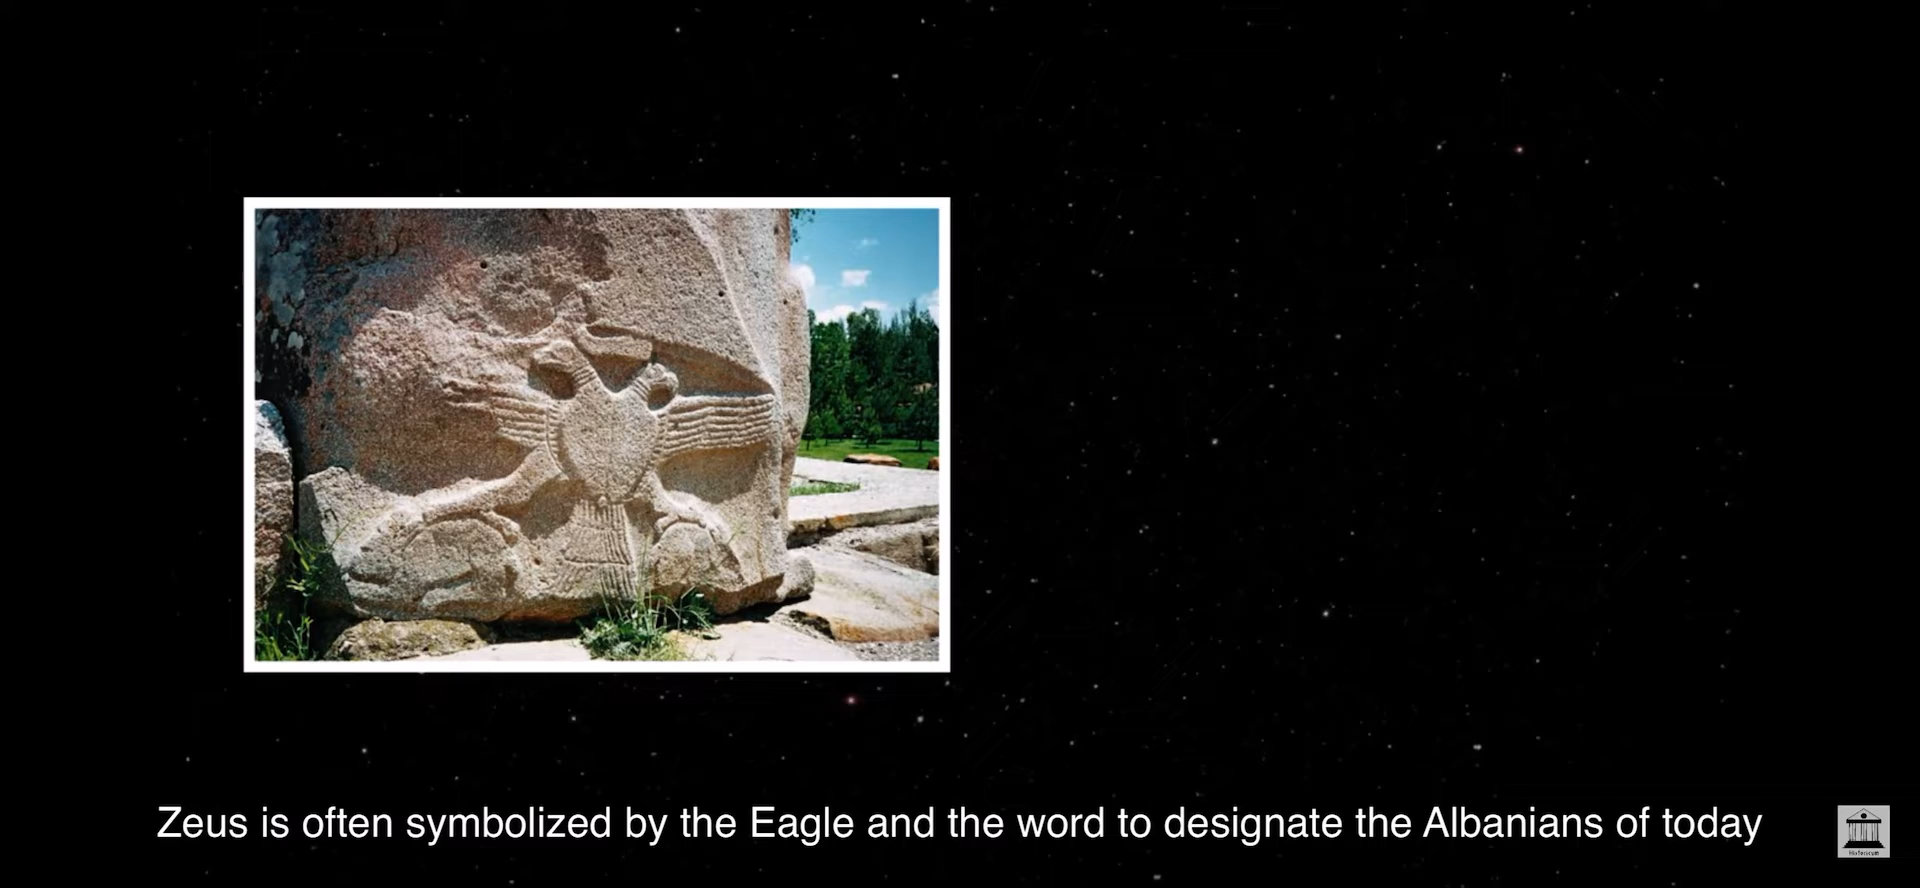 Zeus is often symbolized by the Eagle and the word to designate the Albanians of today